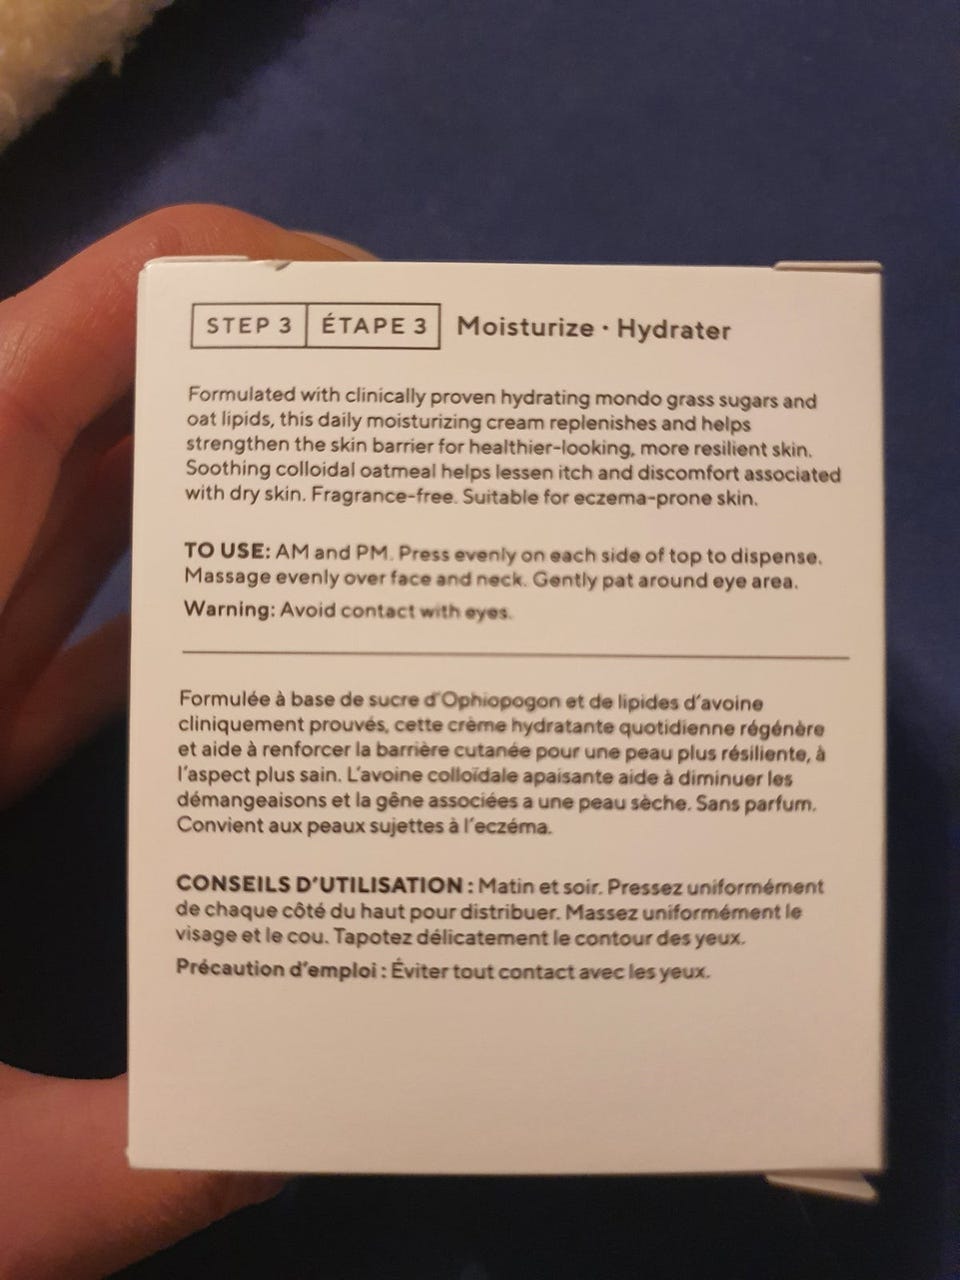 STEP 3 ÉTAPE 3 Moisturize · Hydrater
Formulated with clinically proven hydrating mondo grass sugars and
oat lipids, this daily moisturizing cream replenishes and helps
strengthen the skin barrier for healthier-looking, more resilient skin.
Soothing colloidal oatmeal helps lessen itch and discomfort associated
with dry skin. Fragrance-free. Suitable for eczema-prone skin.
TO USE: AM and PM. Press evenly on each side of top to dispense.
Massage evenly over face and neck. Gently pat around eye area.
Warning: Avoid contact with eyes.
Formulée à base de sucre d'Ophiopogon et de lipides d'avoine
cliniquement prouvés, cette crème hydratante quotidienne régénère
et aide à renforcer la barrière cutanée pour une peau plus résiliente, à
l'aspect plus sain. L'avoine colloïdale apaisante aide à diminuer les
démangeaisons et la gêne associées a une peau sèche. Sans parfum.
Convient aux peaux sujettes à l'eczéma.
CONSEILS D'UTILISATION : Matin et soir. Pressez uniformément
de chaque côté du haut pour distribuer. Massez uniformément le
visage et le cou. Tapotez délicatement le contour des yeux.
Précaution d'emploi : Éviter tout contact avec les yeux.